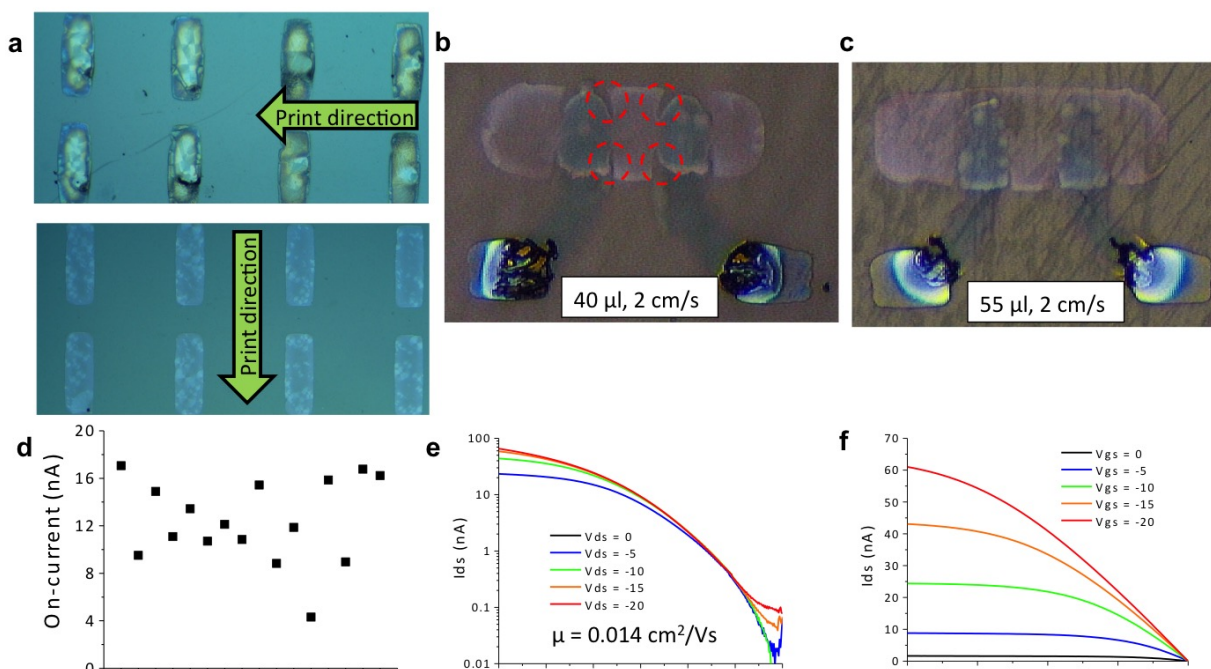 a
Print direction
Print direction
b
40 µl, 2 cm/s
c
55 µl, 2 cm/s
d
On-current (nA)
20
16
12
8
4
0
e
Ids (nA)
100
10
1
0.1
0.01
Vds = 0
Vds = -5
Vds = -10
Vds = -15
Vds = -20
µ = 0.014 cm²/Vs
f
Ids (nA)
70
60
50
40
30
20
10
0
Vgs = 0
Vgs = -5
Vgs = -10
Vgs = -15
Vgs = -20